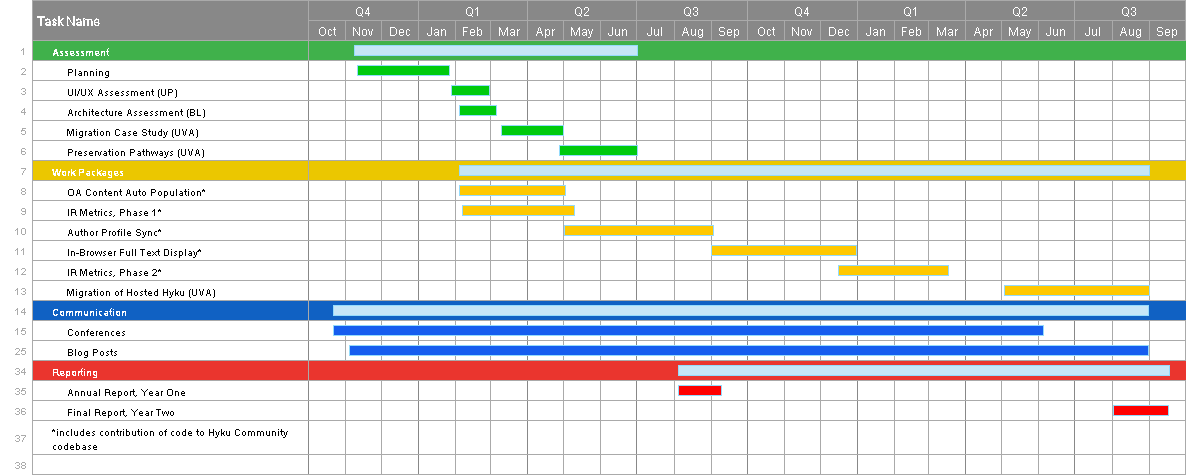 Task Name
Q4 Q1 Q2 Q3 Q4 Q1 Q2 Q3
Oct Nov Dec Jan Feb Mar Apr May Jun Jul Aug Sep Oct Nov Dec Jan Feb Mar Apr May Jun Jul Aug Sep
1 Assessment
2 Planning
3 UI/UX Assessment (UP)
4 Architecture Assessment (BL)
5 Migration Case Study (UVA)
6 Preservation Pathways (UVA)
7 Work Packages
8 OA Content Auto Population*
9 IR Metrics, Phase 1*
10 Author Profile Sync*
11 In-Browser Full Text Display*
12 IR Metrics, Phase 2*
13 Migration of Hosted Hyku (UVA)
14 Communication
15 Conferences
25 Blog Posts
34 Reporting
35 Annual Report, Year One
36 Final Report, Year Two
37 *includes contribution of code to Hyku Community
codebase
38